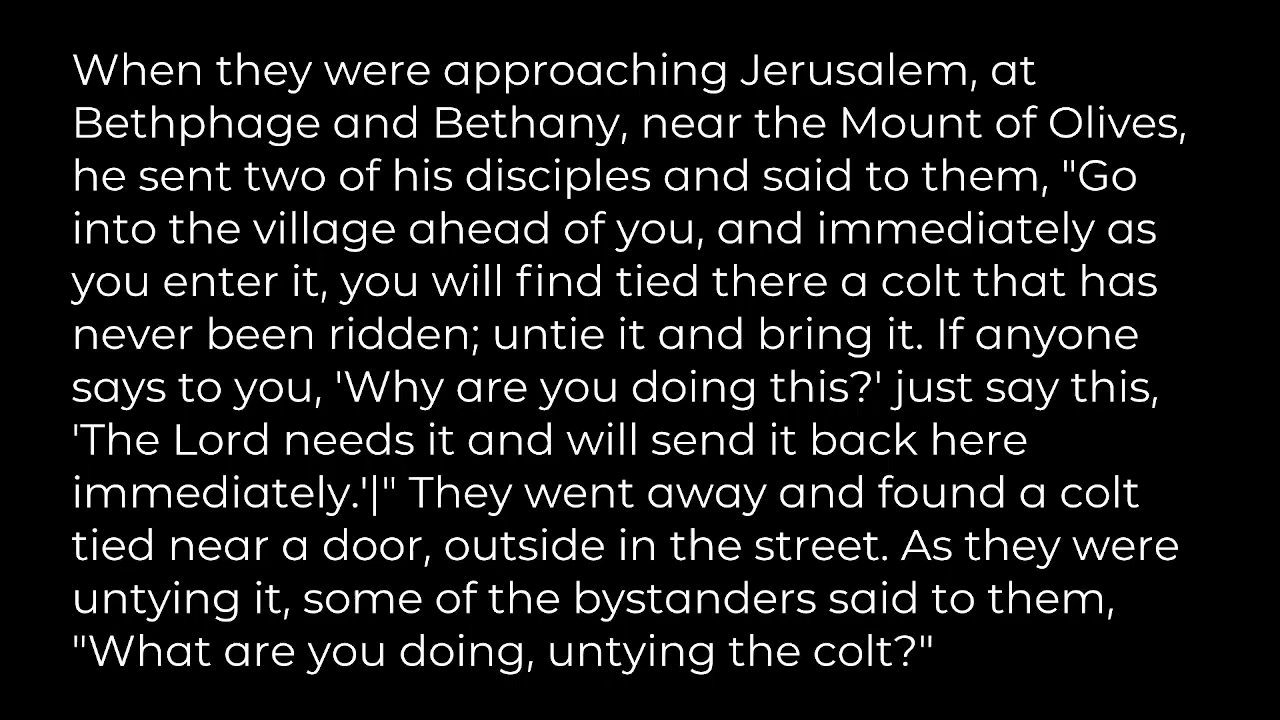 When they were approaching Jerusalem, at
Bethphage and Bethany, near the Mount of Olives,
he sent two of his disciples and said to them, "Go
into the village ahead of you, and immediately as
you enter it, you will find tied there a colt that has
never been ridden; untie it and bring it. If anyone
says to you, 'Why are you doing this?' just say this,
'The Lord needs it and will send it back here
immediately.'|" They went away and found a colt
tied near a door, outside in the street. As they were
untying it, some of the bystanders said to them,
"What are you doing, untying the colt?"